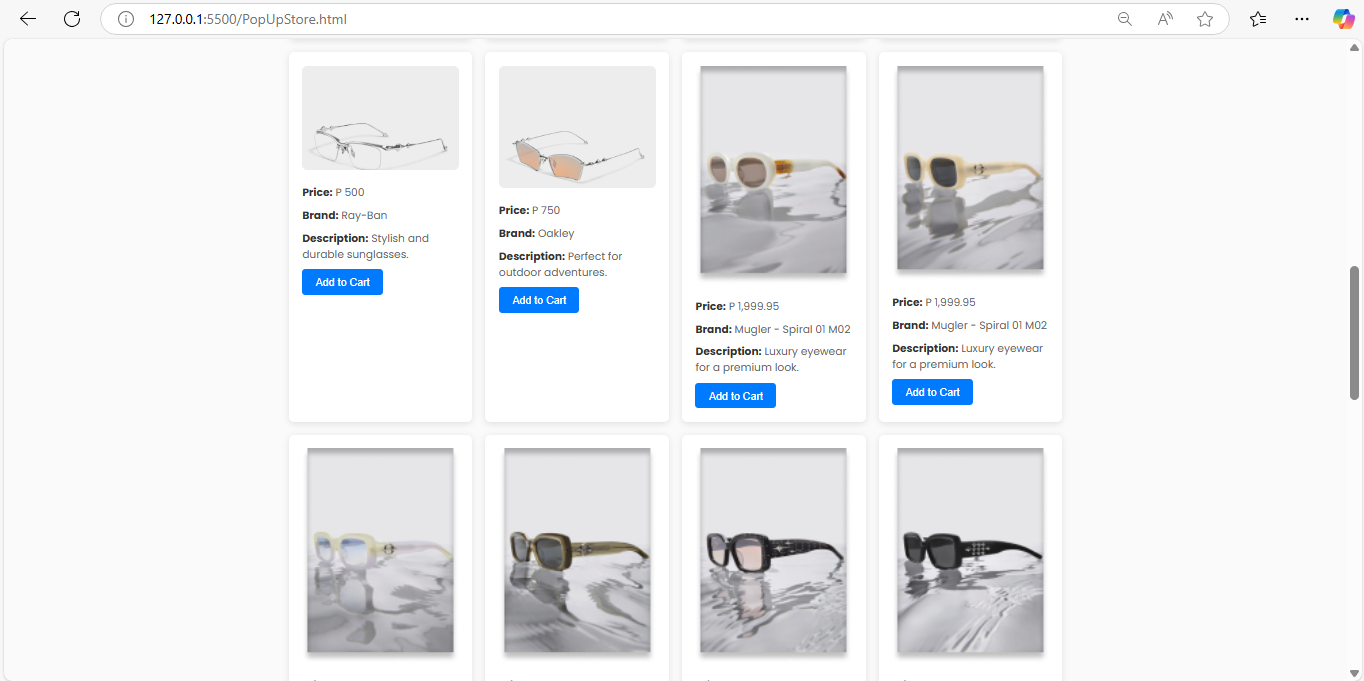 127.0.0.1:5500/PopUpStore.html
Price: P 500
Brand: Ray-Ban
Description: Stylish and
durable sunglasses.
Add to Cart
Price: P 750
Brand: Oakley
Description: Perfect for
outdoor adventures.
Add to Cart
Price: P 1,999.95
Brand: Mugler - Spiral 01 M02
Description: Luxury eyewear
for a premium look.
Add to Cart
Price: P 1,999.95
Brand: Mugler - Spiral 01 M02
Description: Luxury eyewear
for a premium look.
Add to Cart